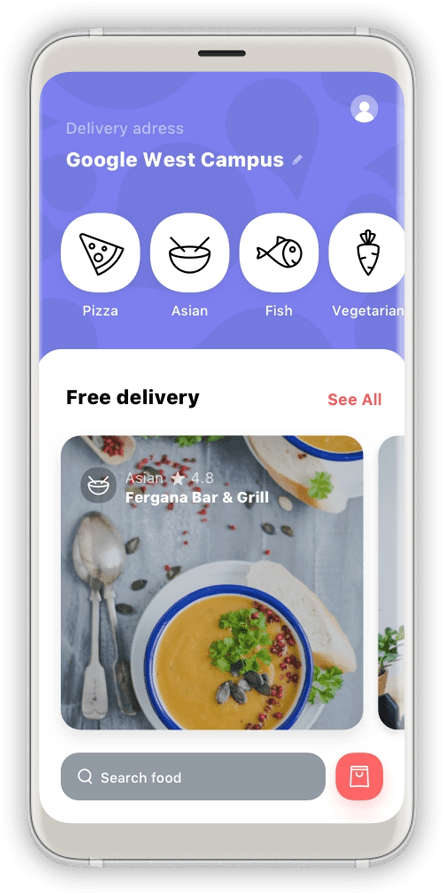 Delivery adress
Google West Campus
Pizza
Asian
Fish
Vegetarian
Free delivery
See All
Asian ★ 4.8
Fergana Bar & Grill
Search food